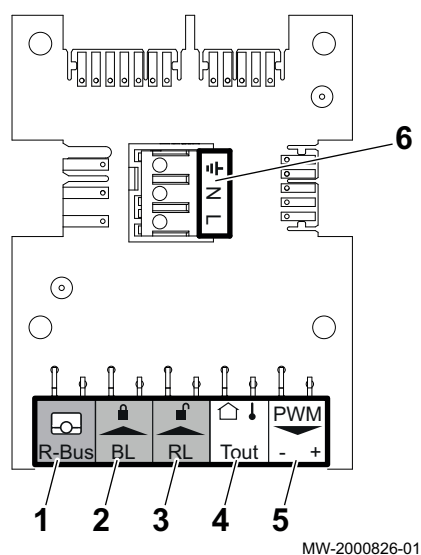 6
N
L
PWM
R-Bus BL RL Tout - +
1 2 3 4 5
MW-2000826-01